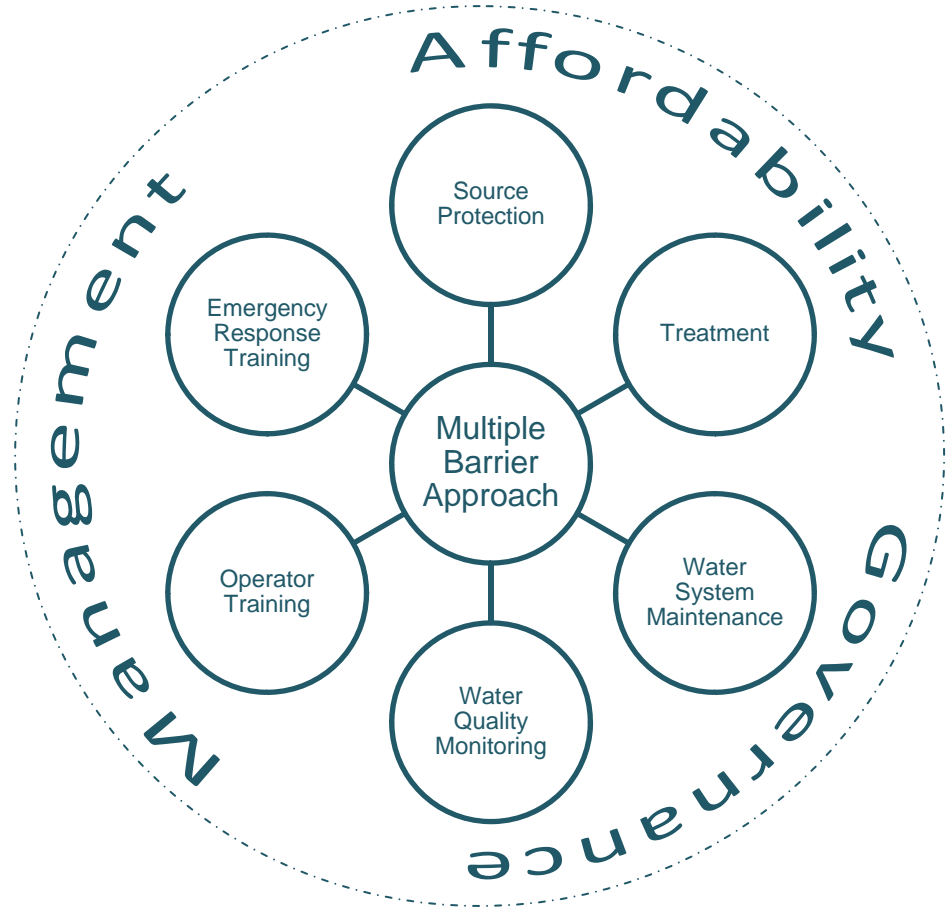 Affordability
Governance
Management
Source
Protection
Treatment
Water
System
Maintenance
Water
Quality
Monitoring
Operator
Training
Emergency
Response
Training
Multiple
Barrier
Approach